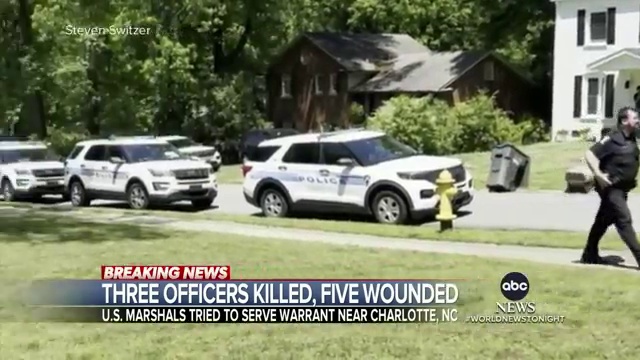 Steven Switzer
POLICE
BREAKING NEWS
THREE OFFICERS KILLED, FIVE WOUNDED
U.S. MARSHALS TRIED TO SERVE WARRANT NEAR CHARLOTTE, NC
abc
NEWS
#WORLDNEWSTONIGHT